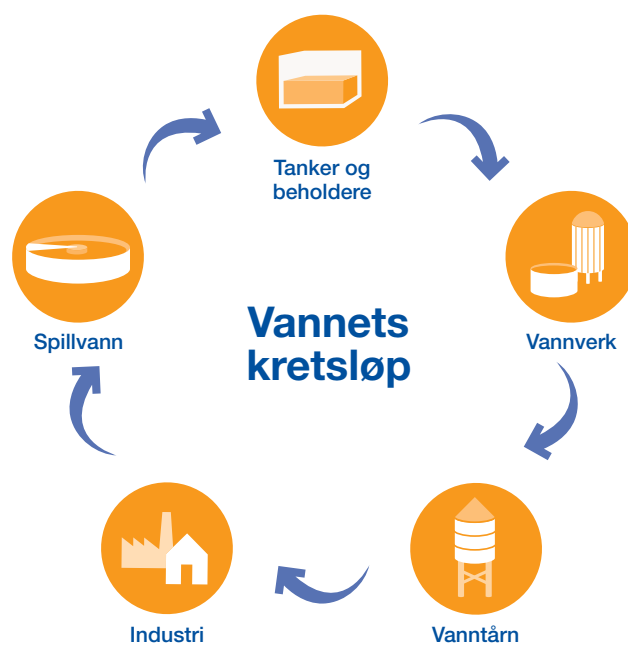 Tanker og
beholdere
Spillvann
Vannets
kretsløp
Vannverk
Industri
Vanntårn